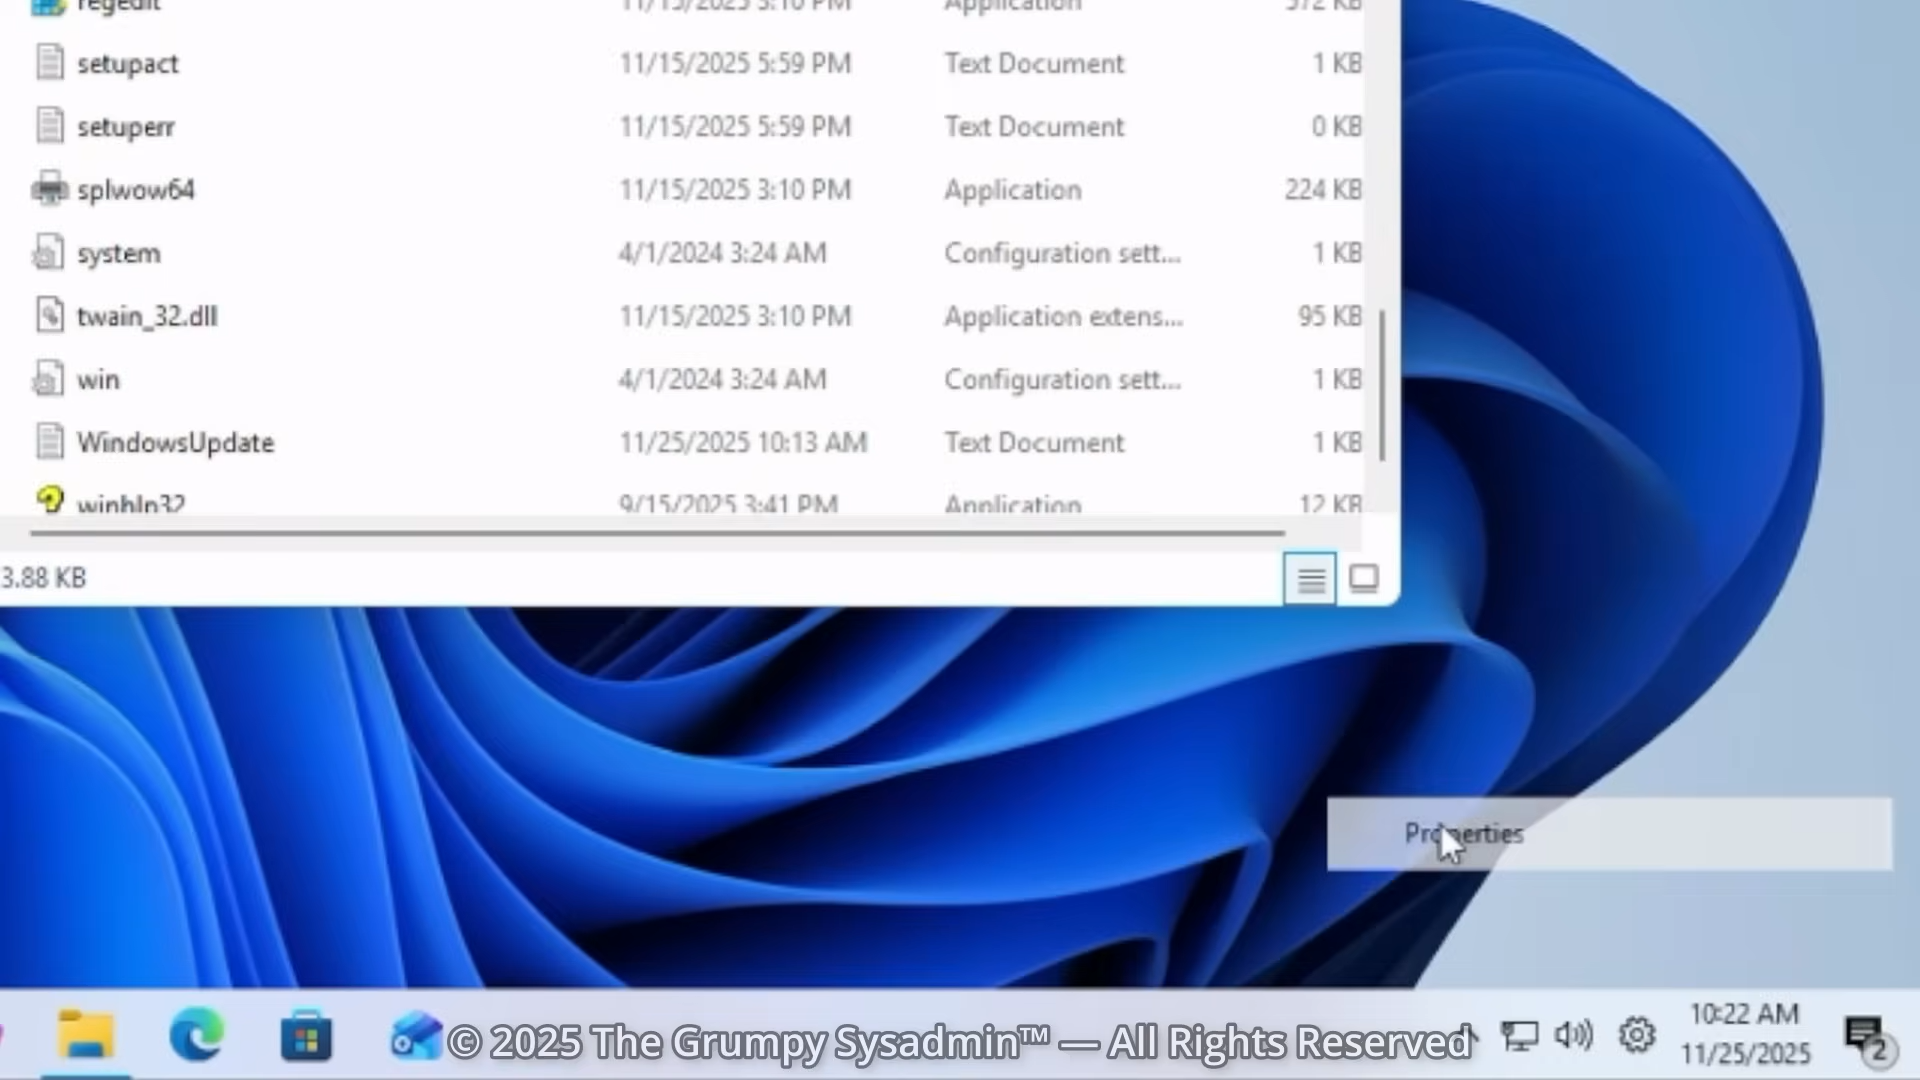 regedit 11/15/2025 3:10 PM Application 372 KB
setupact 11/15/2025 5:59 PM Text Document 1 KB
setuperr 11/15/2025 5:59 PM Text Document 0 KB
splwow64 11/15/2025 3:10 PM Application 224 KB
system 4/1/2024 3:24 AM Configuration sett... 1 KB
twain_32.dll 11/15/2025 3:10 PM Application extens... 95 KB
win 4/1/2024 3:24 AM Configuration sett... 1 KB
WindowsUpdate 11/25/2025 10:13 AM Text Document 1 KB
winhlp32 9/15/2025 3:41 PM Application 12 KB
3.88 KB
Properties
© 2025 The Grumpy Sysadmin™ — All Rights Reserved
10:22 AM
11/25/2025
2